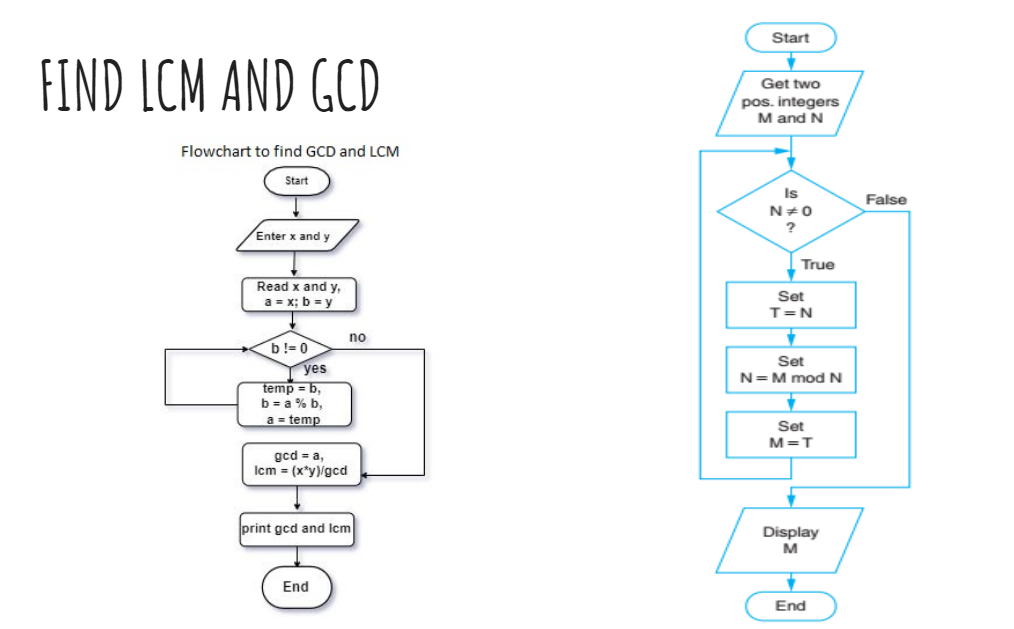 FIND LCM AND GCD
Flowchart to find GCD and LCM
Start
Enter x and y
Read x and y,
a = x; b = y
b != 0
no
yes
temp = b,
b = a % b,
a = temp
gcd = a,
lcm = (x*y)/gcd
print gcd and lcm
End
Start
Get two
pos. integers
M and N
Is
N ≠ 0
?
False
True
Set
T = N
Set
N = M mod N
Set
M = T
Display
M
End